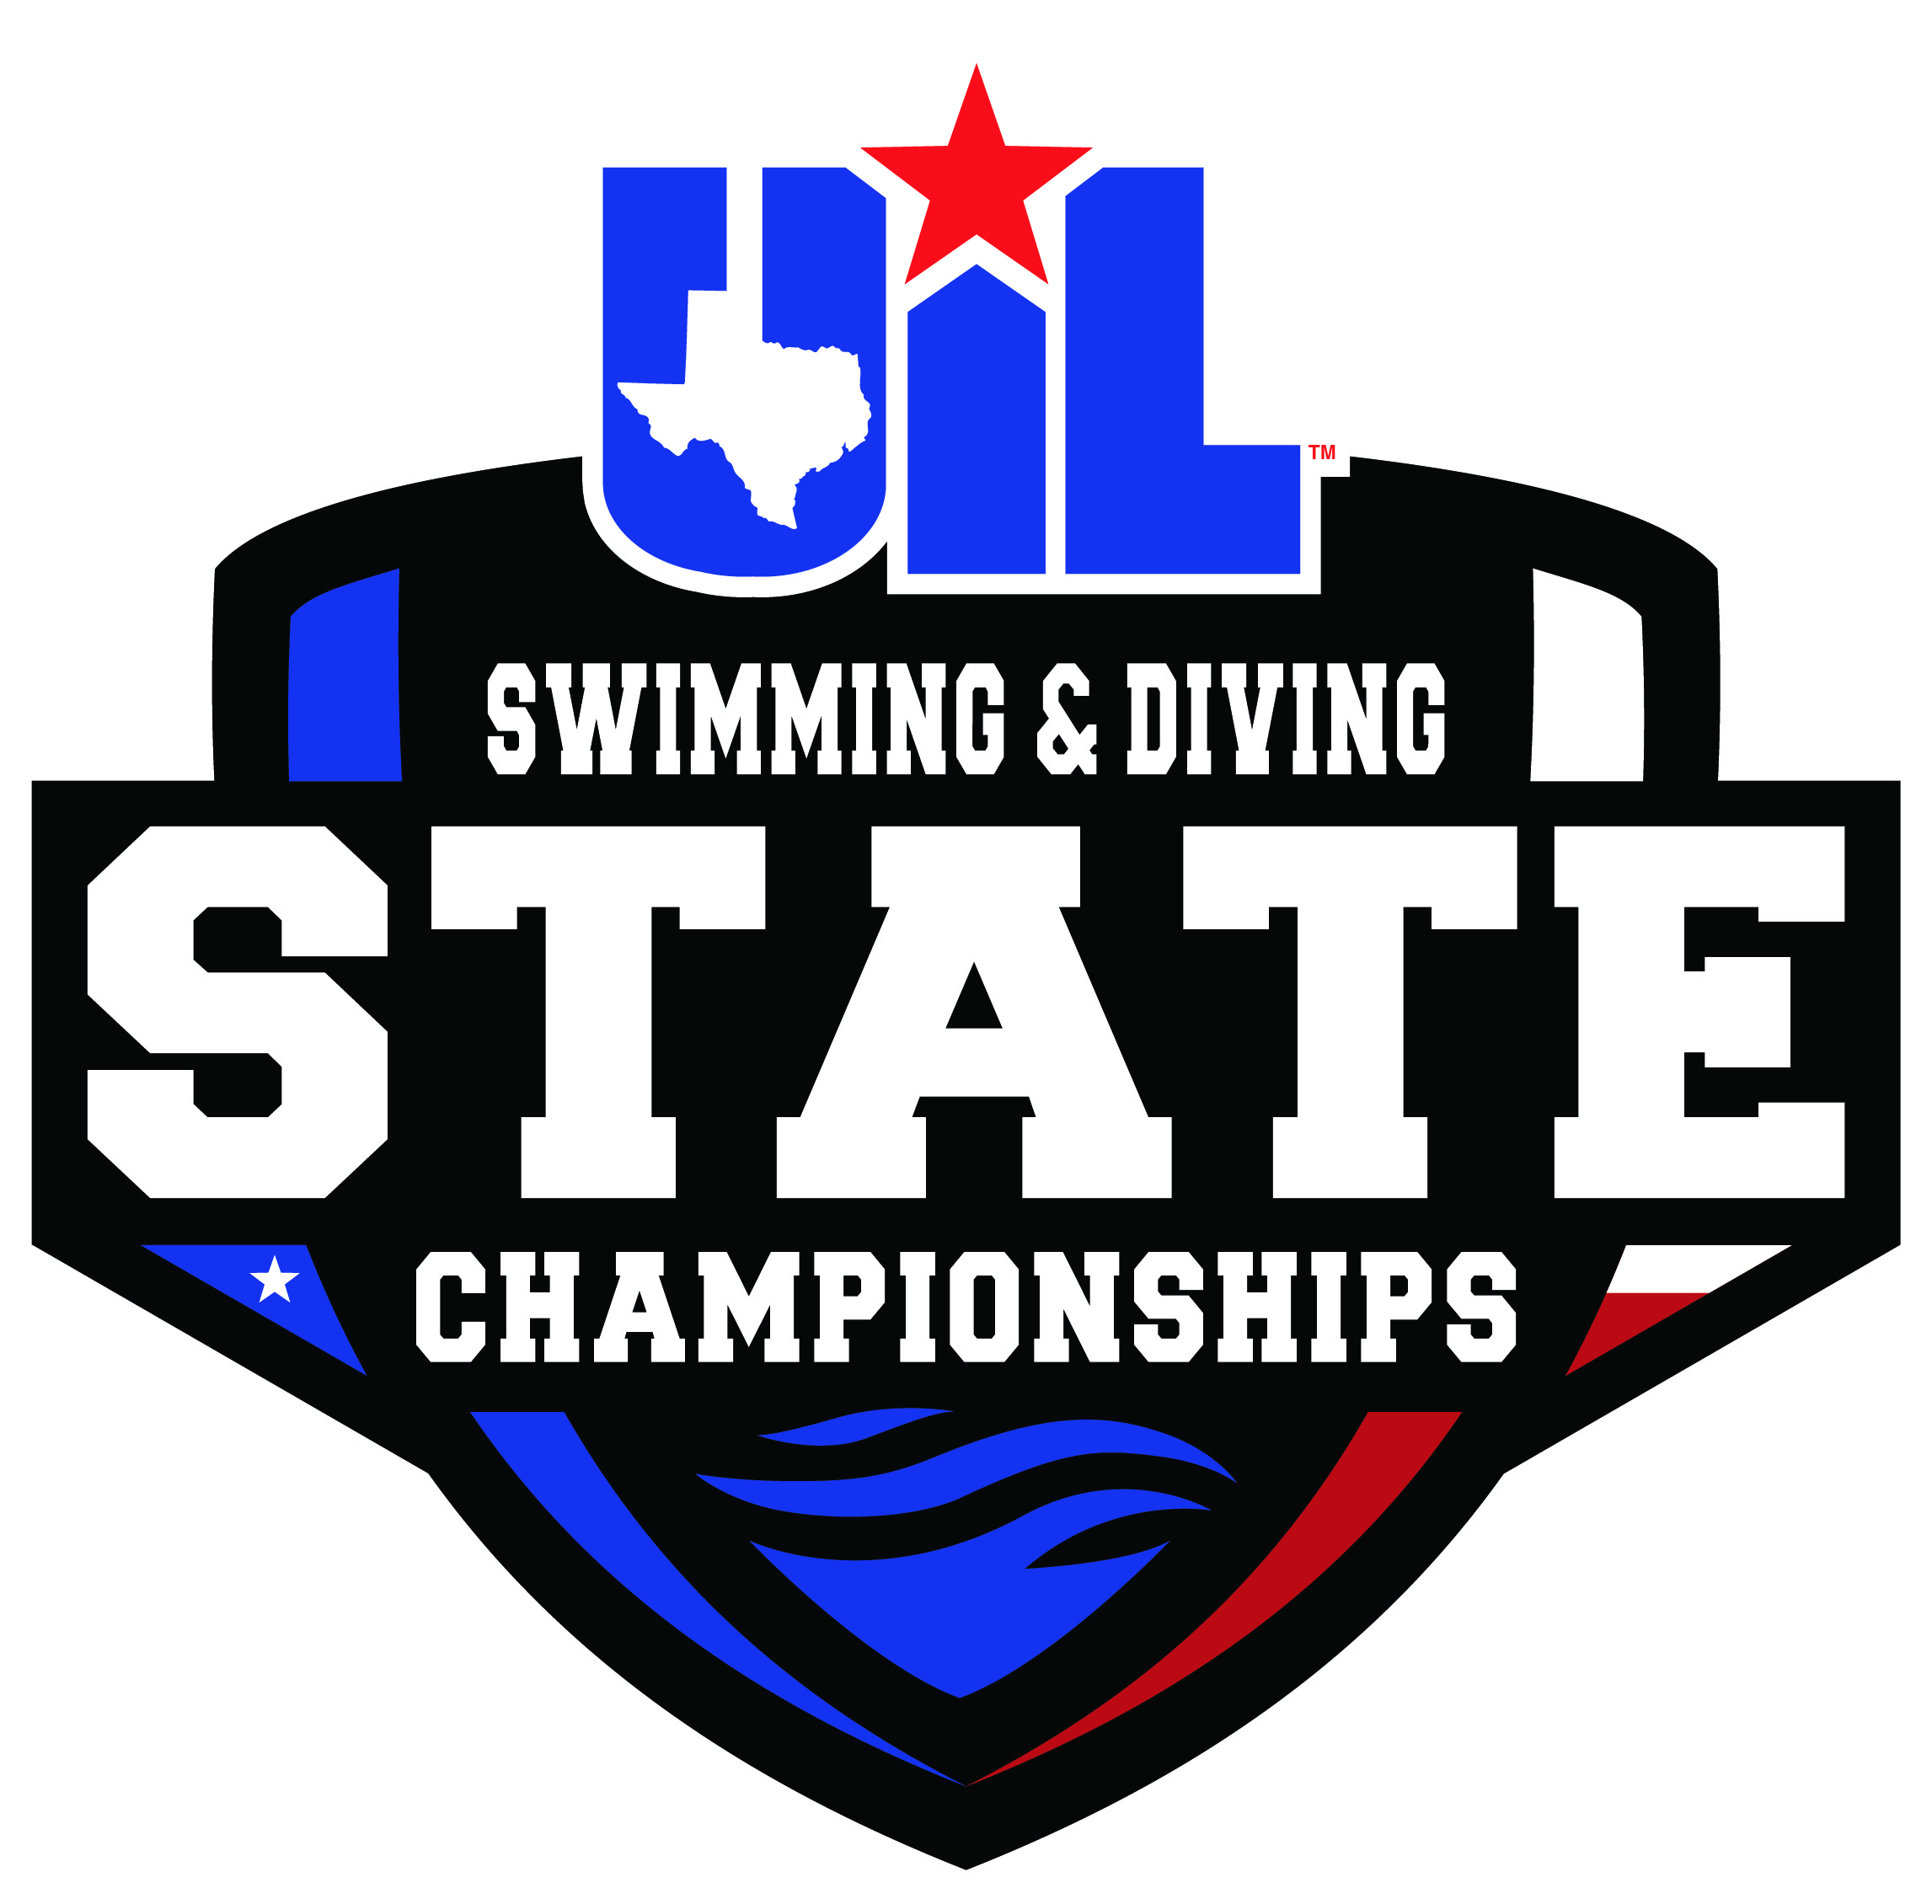 UIL™
SWIMMING & DIVING
STATE
CHAMPIONSHIPS